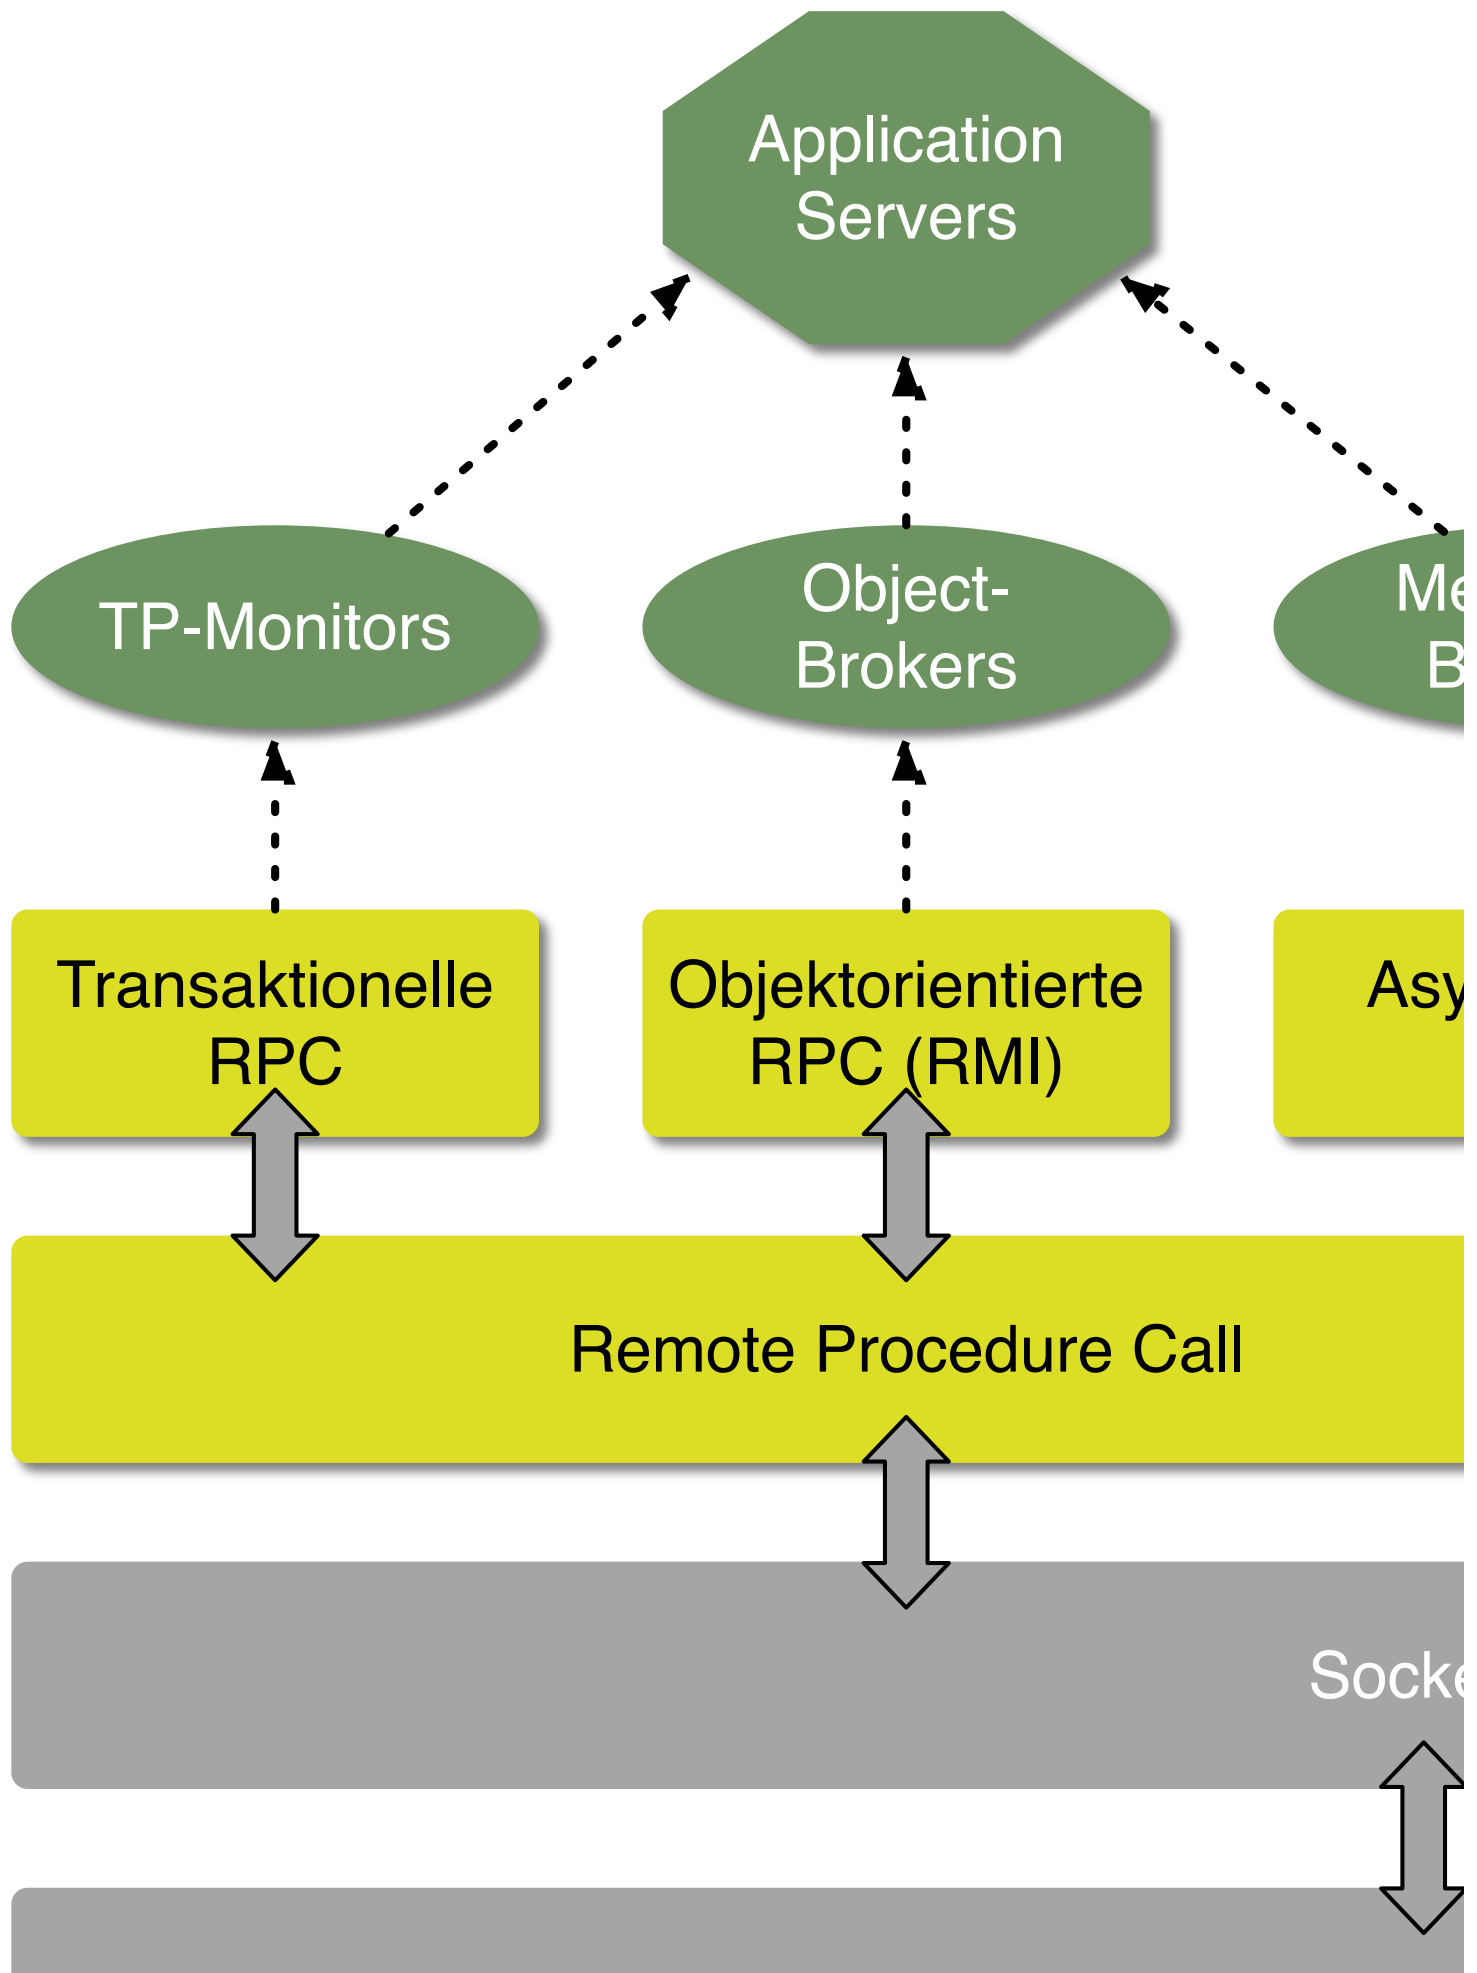 Application
Servers
TP-Monitors
Object-
Brokers
Transaktionelle
RPC
Objektorientierte
RPC (RMI)
Remote Procedure Call